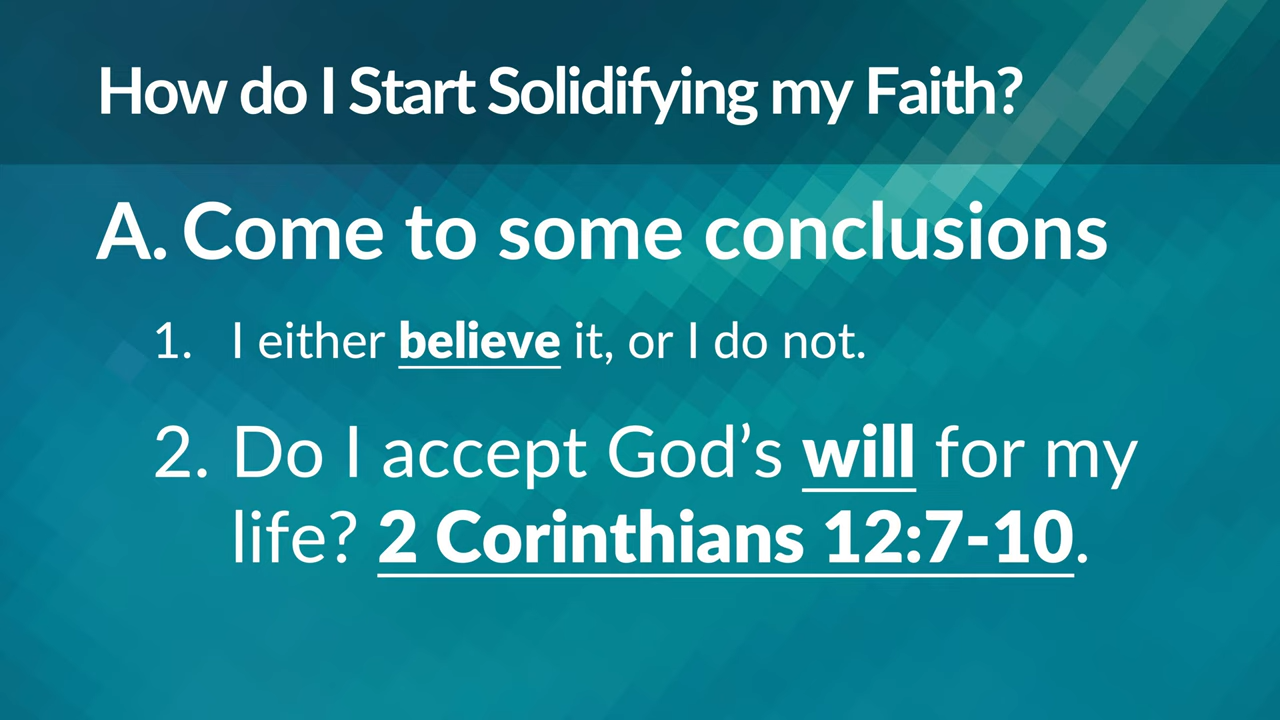 How do I Start Solidifying my Faith?
A. Come to some conclusions
1. I either believe it, or I do not.
2. Do I accept God’s will for my
life? 2 Corinthians 12:7-10.